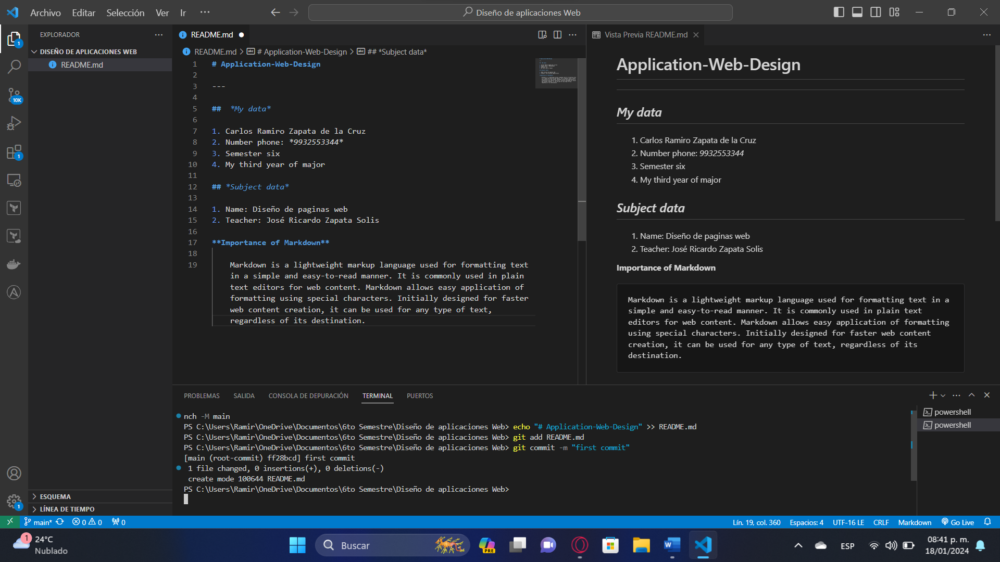 Archivo Editar Selección Ver Ir ···
Diseño de aplicaciones Web
EXPLORADOR
DISEÑO DE APLICACIONES WEB
README.md
1
10K
1
1
ESQUEMA
LÍNEA DE TIEMPO
README.md
README.md > # Application-Web-Design > ## *Subject data*
1 # Application-Web-Design
2
3 ---
4
5 ##  *My data*
6
7 1. Carlos Ramiro Zapata de la Cruz
8 2. Number phone: *9932553344*
9 3. Semester six
10 4. My third year of major
11
12 ## *Subject data*
13
14 1. Name: Diseño de paginas web
15 2. Teacher: José Ricardo Zapata Solis
16
17 **Importance of Markdown**
18
19 Markdown is a lightweight markup language used for formatting text
in a simple and easy-to-read manner. It is commonly used in plain
text editors for web content. Markdown allows easy application of
formatting using special characters. Initially designed for faster
web content creation, it can be used for any type of text,
regardless of its destination.
Vista Previa README.md
Application-Web-Design
My data
1. Carlos Ramiro Zapata de la Cruz
2. Number phone: 9932553344
3. Semester six
4. My third year of major
Subject data
1. Name: Diseño de paginas web
2. Teacher: José Ricardo Zapata Solis
Importance of Markdown
Markdown is a lightweight markup language used for formatting text in a
simple and easy-to-read manner. It is commonly used in plain text
editors for web content. Markdown allows easy application of formatting
using special characters. Initially designed for faster web content
creation, it can be used for any type of text, regardless of its
destination.
PROBLEMAS SALIDA CONSOLA DE DEPURACIÓN TERMINAL PUERTOS
nch -M main
PS C:\Users\Ramir\OneDrive\Documentos\6to Semestre\Diseño de aplicaciones Web> echo "# Application-Web-Design" >> README.md
PS C:\Users\Ramir\OneDrive\Documentos\6to Semestre\Diseño de aplicaciones Web> git add README.md
PS C:\Users\Ramir\OneDrive\Documentos\6to Semestre\Diseño de aplicaciones Web> git commit -m "first commit"
[main (root-commit) ff28bcd] first commit
1 file changed, 0 insertions(+), 0 deletions(-)
create mode 100644 README.md
PS C:\Users\Ramir\OneDrive\Documentos\6to Semestre\Diseño de aplicaciones Web>
powershell
powershell
main* 0 0 0
Lín. 19, col. 360 Espacios: 4 UTF-16 LE CRLF Markdown Go Live
1
24°C
Nublado
Buscar
PRE
W
ESP
08:41 p. m.
18/01/2024